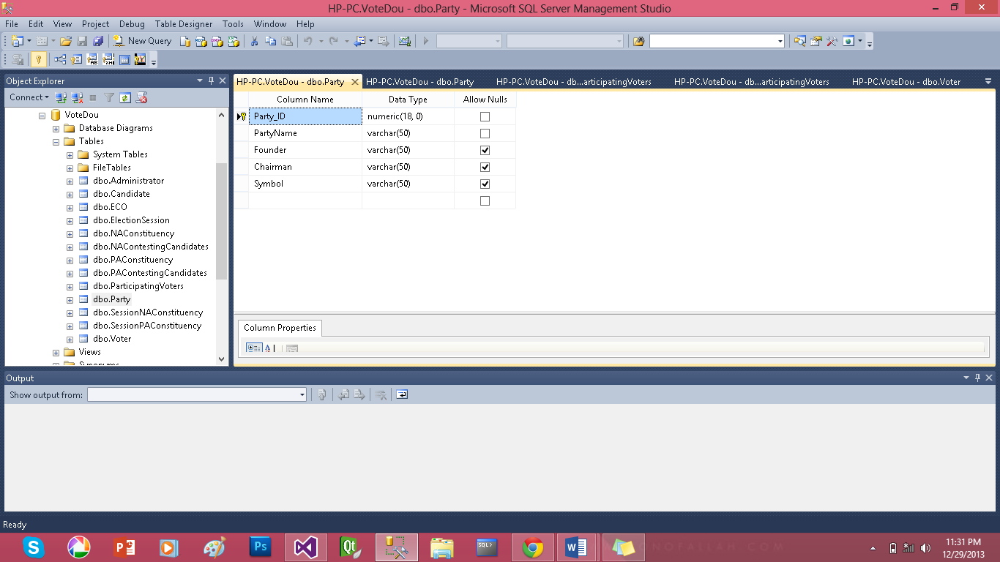 HP-PC.VoteDou - dbo.Party - Microsoft SQL Server Management Studio
File Edit View Project Debug Table Designer Tools Window Help
New Query
Object Explorer
Connect
VoteDou
Database Diagrams
Tables
System Tables
FileTables
dbo.Administrator
dbo.Candidate
dbo.ECO
dbo.ElectionSession
dbo.NAConstituency
dbo.NAContestingCandidates
dbo.PAConstituency
dbo.PAContestingCandidates
dbo.ParticipatingVoters
dbo.Party
dbo.SessionNAConstituency
dbo.SessionPAConstituency
dbo.Voter
Views
Synonyms
HP-PC.VoteDou - dbo.Party HP-PC.VoteDou - dbo.Party HP-PC.VoteDou - db...articipatingVoters HP-PC.VoteDou - db...articipatingVoters HP-PC.VoteDou - dbo.Voter
Column Name Data Type Allow Nulls
Party_ID numeric(18, 0)
PartyName varchar(50)
Founder varchar(50)
Chairman varchar(50)
Symbol varchar(50)
Column Properties
Output
Show output from:
Ready
Ps
Qt
SQL>
11:31 PM
12/29/2013